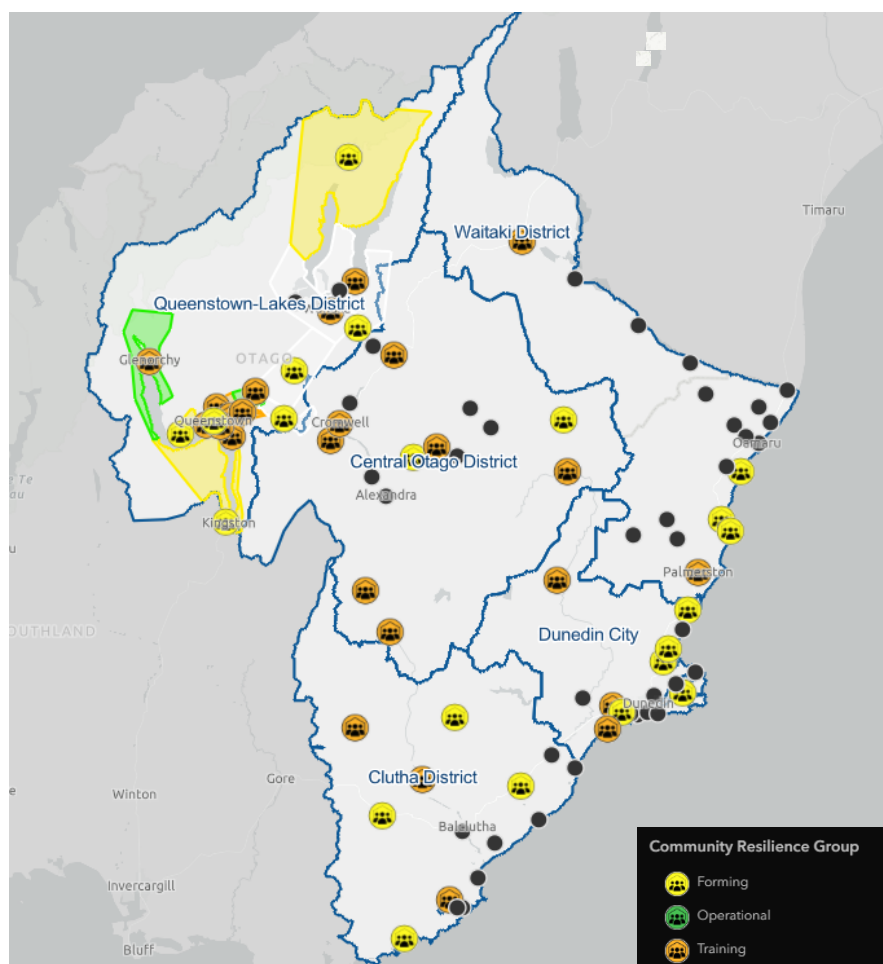 Timaru
Waitaki District
Queenstown-Lakes District
OTAGO
Glenorchy
Queenstown
Cromwell
Oamaru
Central Otago District
Alexandra
Kingston
Palmerston
OUTHLAND
Dunedin City
Dunedin
Gore
Clutha District
Winton
Balclutha
Invercargill
Bluff
Community Resilience Group
Forming
Operational
Training